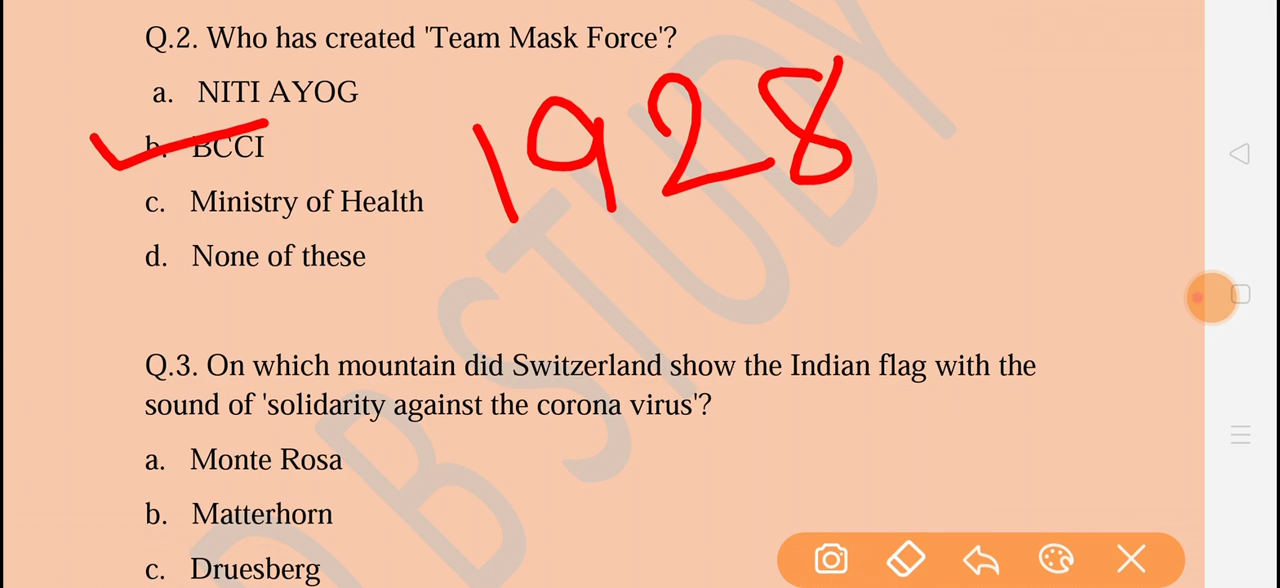 Q.2. Who has created 'Team Mask Force'?
a. NITI AYOG
b. BCCI
1928
c. Ministry of Health
d. None of these
Q.3. On which mountain did Switzerland show the Indian flag with the
sound of 'solidarity against the corona virus'?
a. Monte Rosa
b. Matterhorn
c. Druesberg
D B STUDY